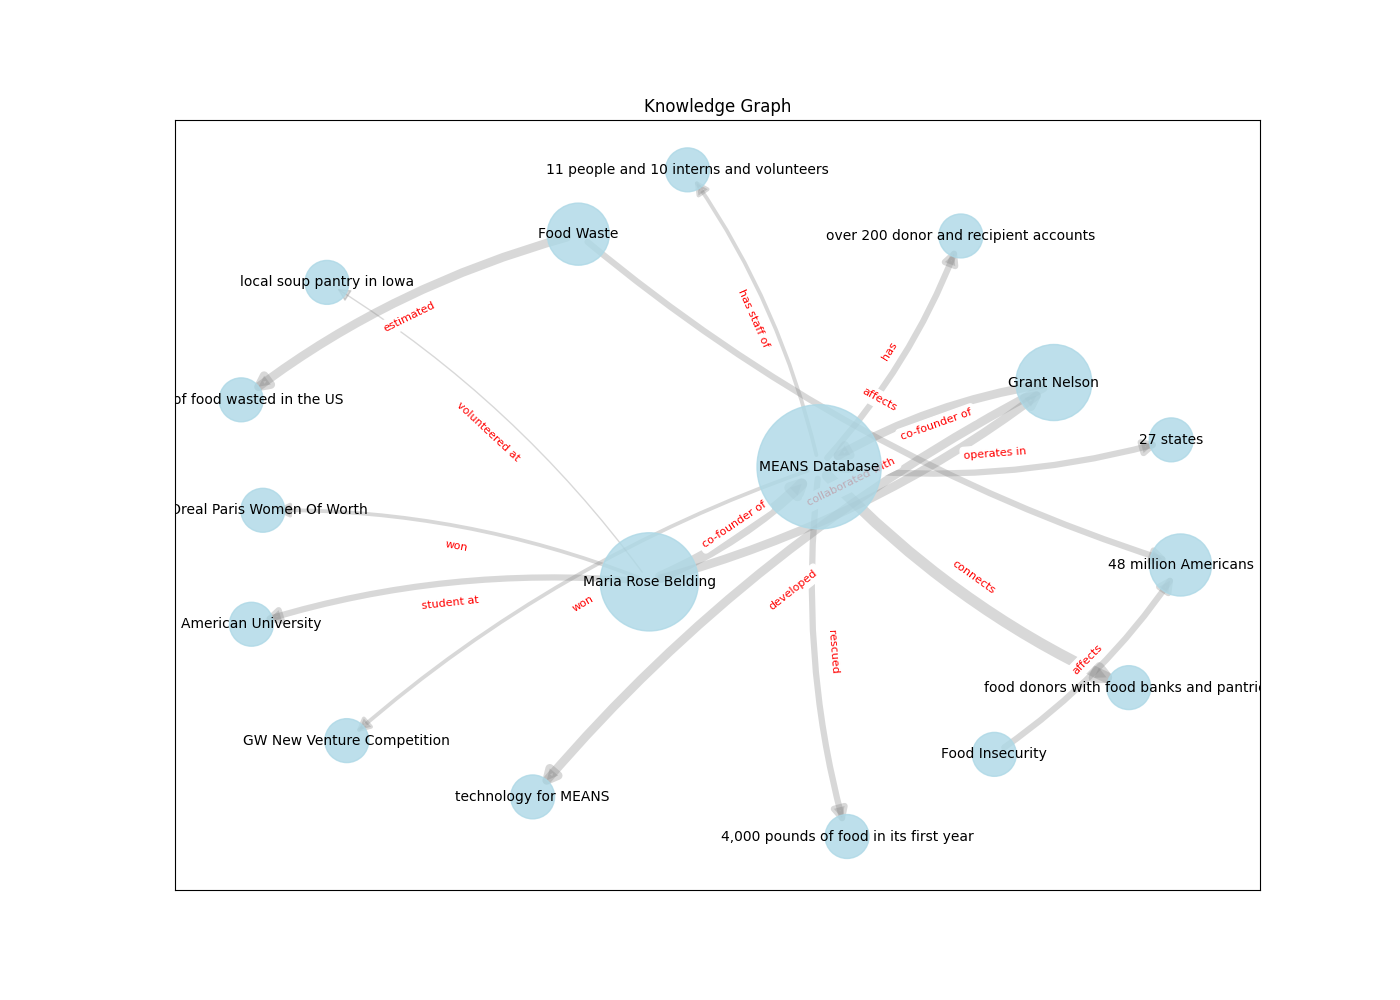 Knowledge Graph
11 people and 10 interns and volunteers
Food Waste
over 200 donor and recipient accounts
local soup pantry in Iowa
estimated
has staff of
has
Grant Nelson
of food wasted in the US
affects
co-founder of
volunteered at
27 states
operates in
MEANS Database
collaborated with
Oreal Paris Women Of Worth
co-founder of
won
48 million Americans
connects
Maria Rose Belding
developed
student at
won
American University
rescued
affects
food donors with food banks and pantri
GW New Venture Competition
Food Insecurity
technology for MEANS
4,000 pounds of food in its first year